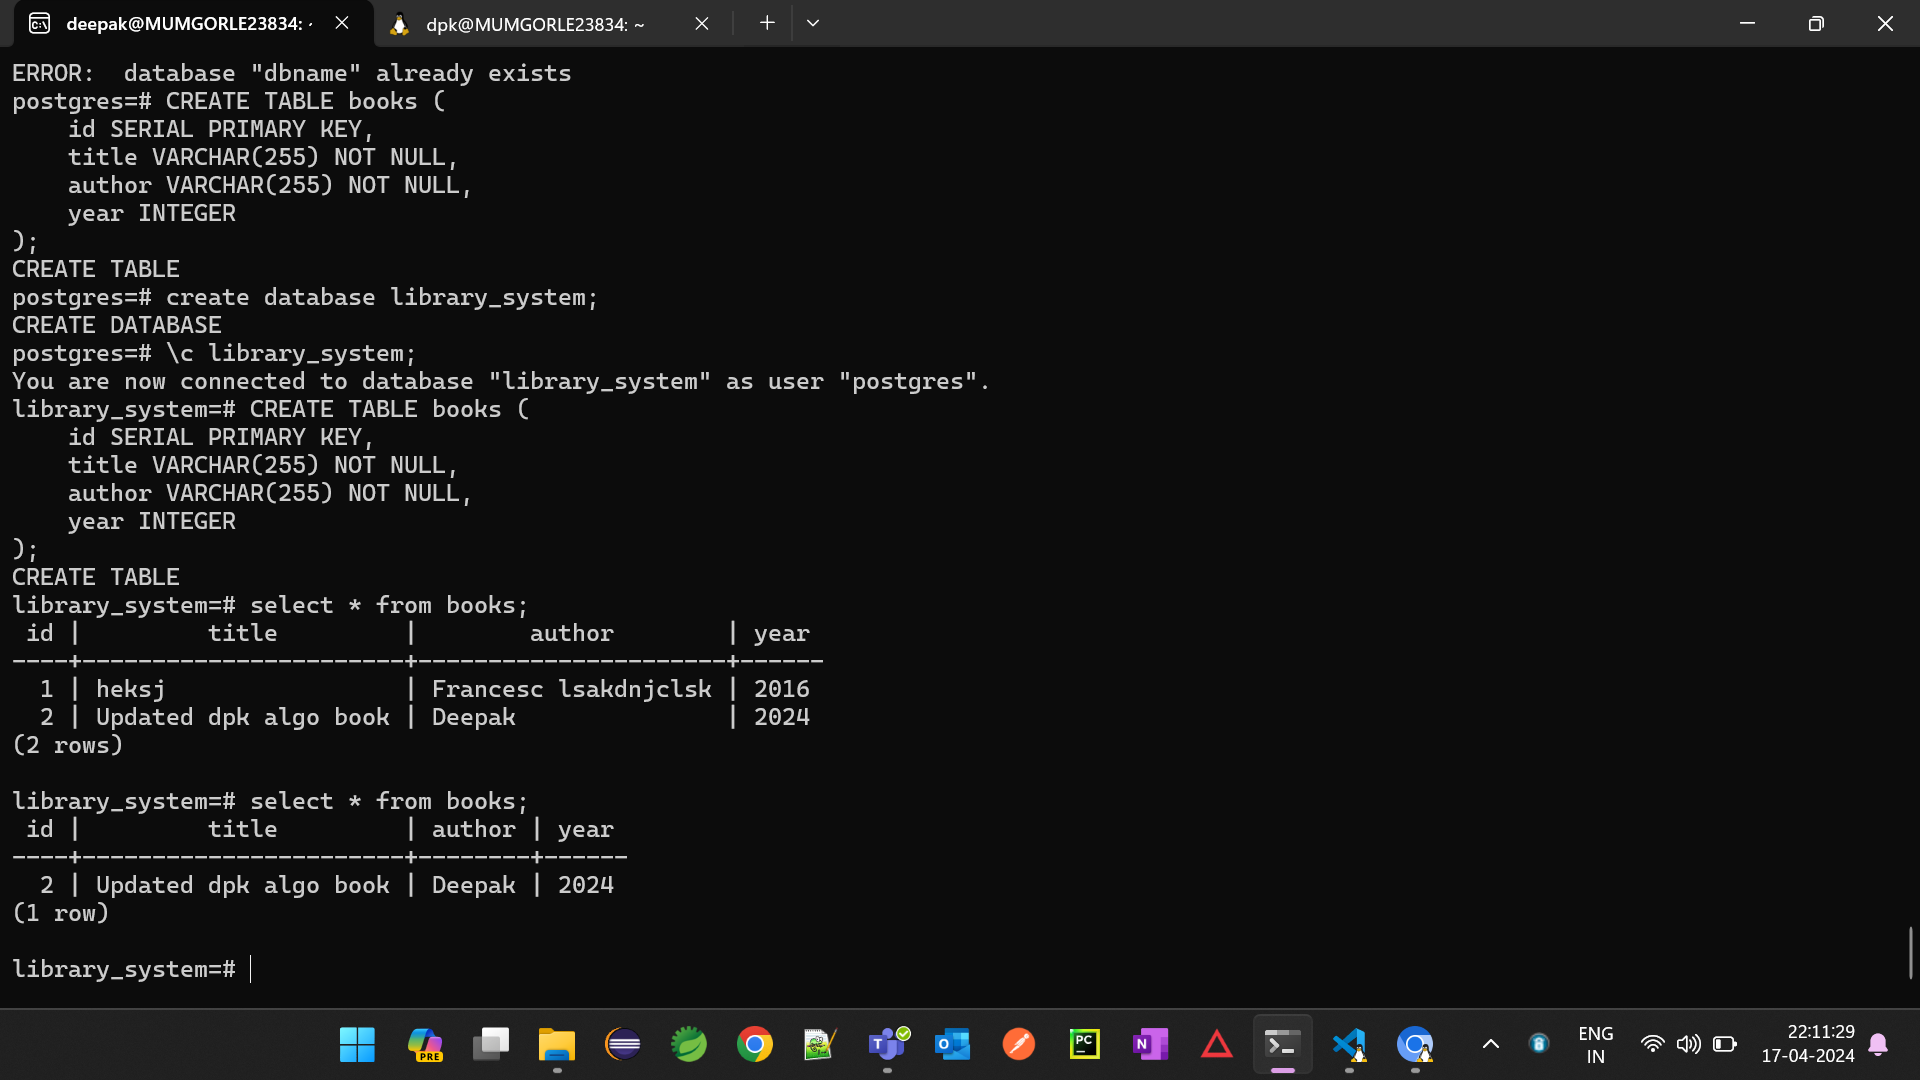 deepak@MUMGORLE23834: 
dpk@MUMGORLE23834: ~
ERROR:  database "dbname" already exists
postgres=# CREATE TABLE books (
    id SERIAL PRIMARY KEY,
    title VARCHAR(255) NOT NULL,
    author VARCHAR(255) NOT NULL,
    year INTEGER
);
CREATE TABLE
postgres=# create database library_system;
CREATE DATABASE
postgres=# \c library_system;
You are now connected to database "library_system" as user "postgres".
library_system=# CREATE TABLE books (
    id SERIAL PRIMARY KEY,
    title VARCHAR(255) NOT NULL,
    author VARCHAR(255) NOT NULL,
    year INTEGER
);
CREATE TABLE
library_system=# select * from books;
 id |         title         |        author        | year
----+-----------------------+----------------------+------
  1 | heksj                 | Francesc lsakdnjclsk | 2016
  2 | Updated dpk algo book | Deepak               | 2024
(2 rows)

library_system=# select * from books;
 id |         title         | author | year
----+-----------------------+--------+------
  2 | Updated dpk algo book | Deepak | 2024
(1 row)

library_system=#
PRE
T
O
PC
N
ENG
IN
22:11:29
17-04-2024